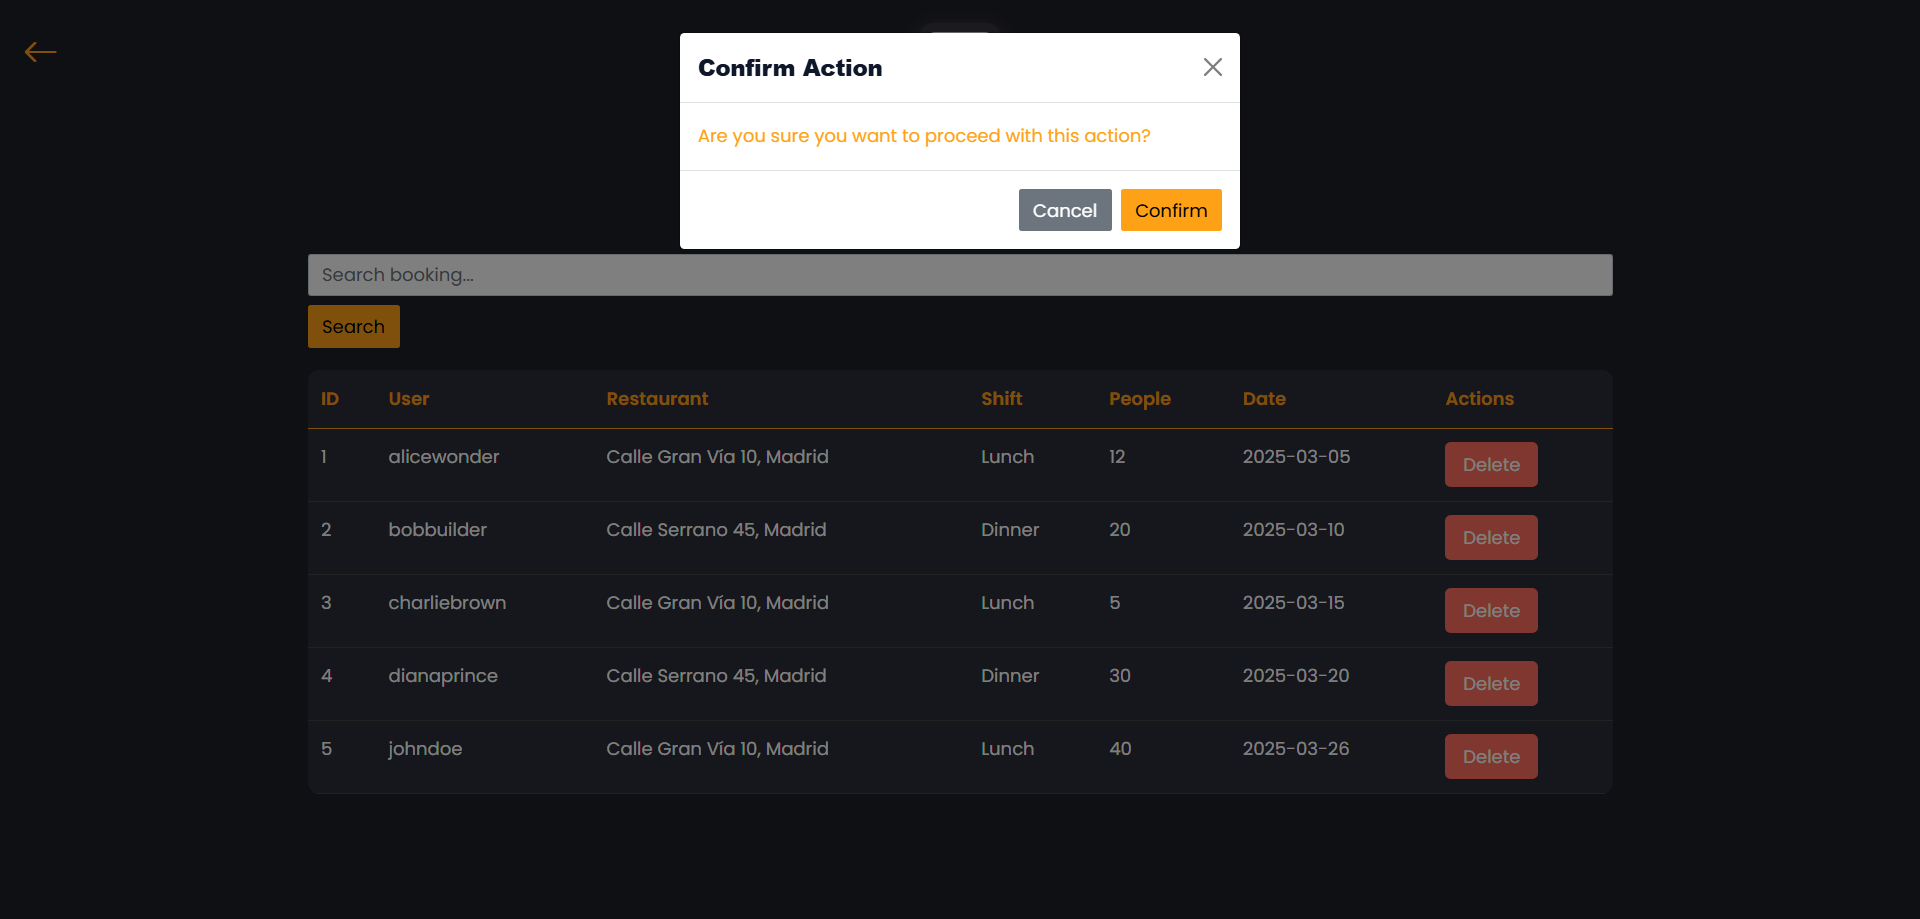 Confirm Action
Are you sure you want to proceed with this action?
Cancel Confirm
Search booking...
Search
ID User Restaurant Shift People Date Actions
1 alicewonder Calle Gran Vía 10, Madrid Lunch 12 2025-03-05 Delete
2 bobbuilder Calle Serrano 45, Madrid Dinner 20 2025-03-10 Delete
3 charliebrown Calle Gran Vía 10, Madrid Lunch 5 2025-03-15 Delete
4 dianaprince Calle Serrano 45, Madrid Dinner 30 2025-03-20 Delete
5 johndoe Calle Gran Vía 10, Madrid Lunch 40 2025-03-26 Delete